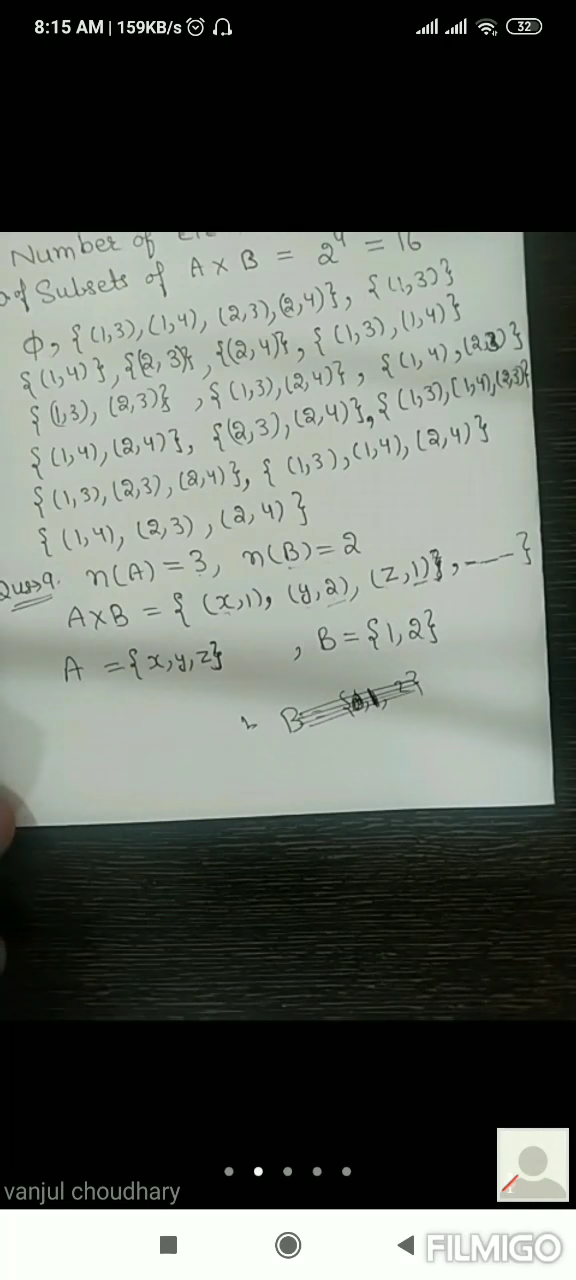 8:15 AM | 159KB/s
32
Number of
of Subsets of A X B = 2⁴ = 16
Φ, {(1,3), (1,4), (2,3), (2,4)}, {(1,3)}
{(1,4)}, {(2,3)}, {(2,4)}, {(1,3), (1,4)}
{(1,3), (2,3)}, {(1,3), (2,4)}, {(1,4), (2,3)}
{(1,4), (2,4)}, {(2,3), (2,4)}, {(1,3), (1,4), (2,3)}
{(1,3), (2,3), (2,4)}, {(1,3), (1,4), (2,4)}
{(1,4), (2,3), (2,4)}
Ques9. n(A) = 3, n(B) = 2
AXB = {(x,1), (y,2), (z,1)}, ----}
A = {x,y,z} , B = {1,2}
vanjul choudhary
FILMIGO